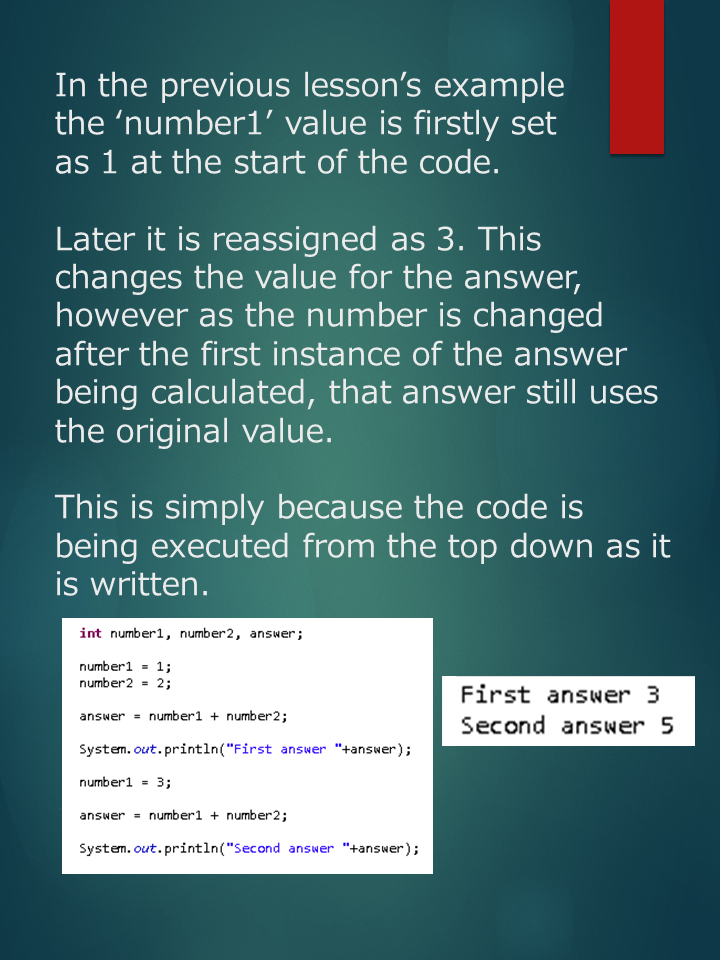 In the previous lesson’s example
the ‘number1’ value is firstly set
as 1 at the start of the code.
Later it is reassigned as 3. This
changes the value for the answer,
however as the number is changed
after the first instance of the answer
being calculated, that answer still uses
the original value.
This is simply because the code is
being executed from the top down as it
is written.
int number1, number2, answer;
number1 = 1;
number2 = 2;
answer = number1 + number2;
System.out.println("First answer "+answer);
number1 = 3;
answer = number1 + number2;
System.out.println("Second answer "+answer);
First answer 3
Second answer 5